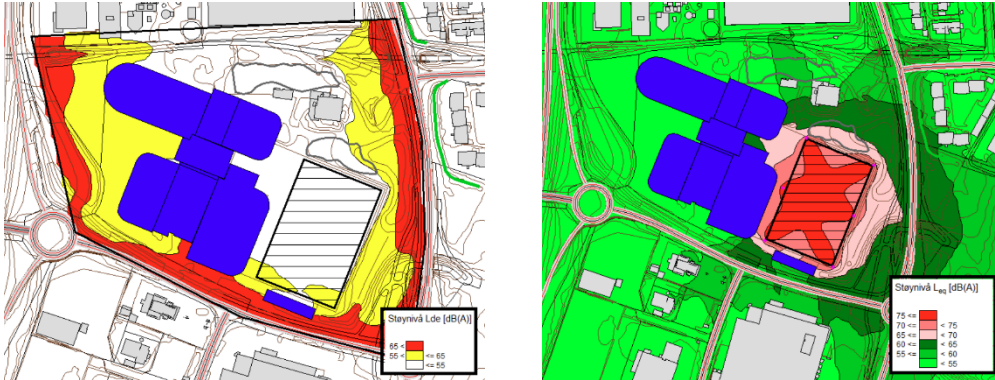 Støynivå Lde [dB(A)]
65 <
55 < <= 65
<= 55
Støynivå Leq [dB(A)]
75 <=
70 <= < 75
65 <= < 70
60 <= < 65
55 <= < 60
< 55